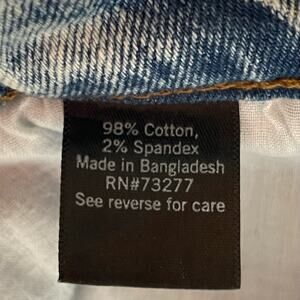 98% Cotton,
2% Spandex
Made in Bangladesh
RN#73277
See reverse for care